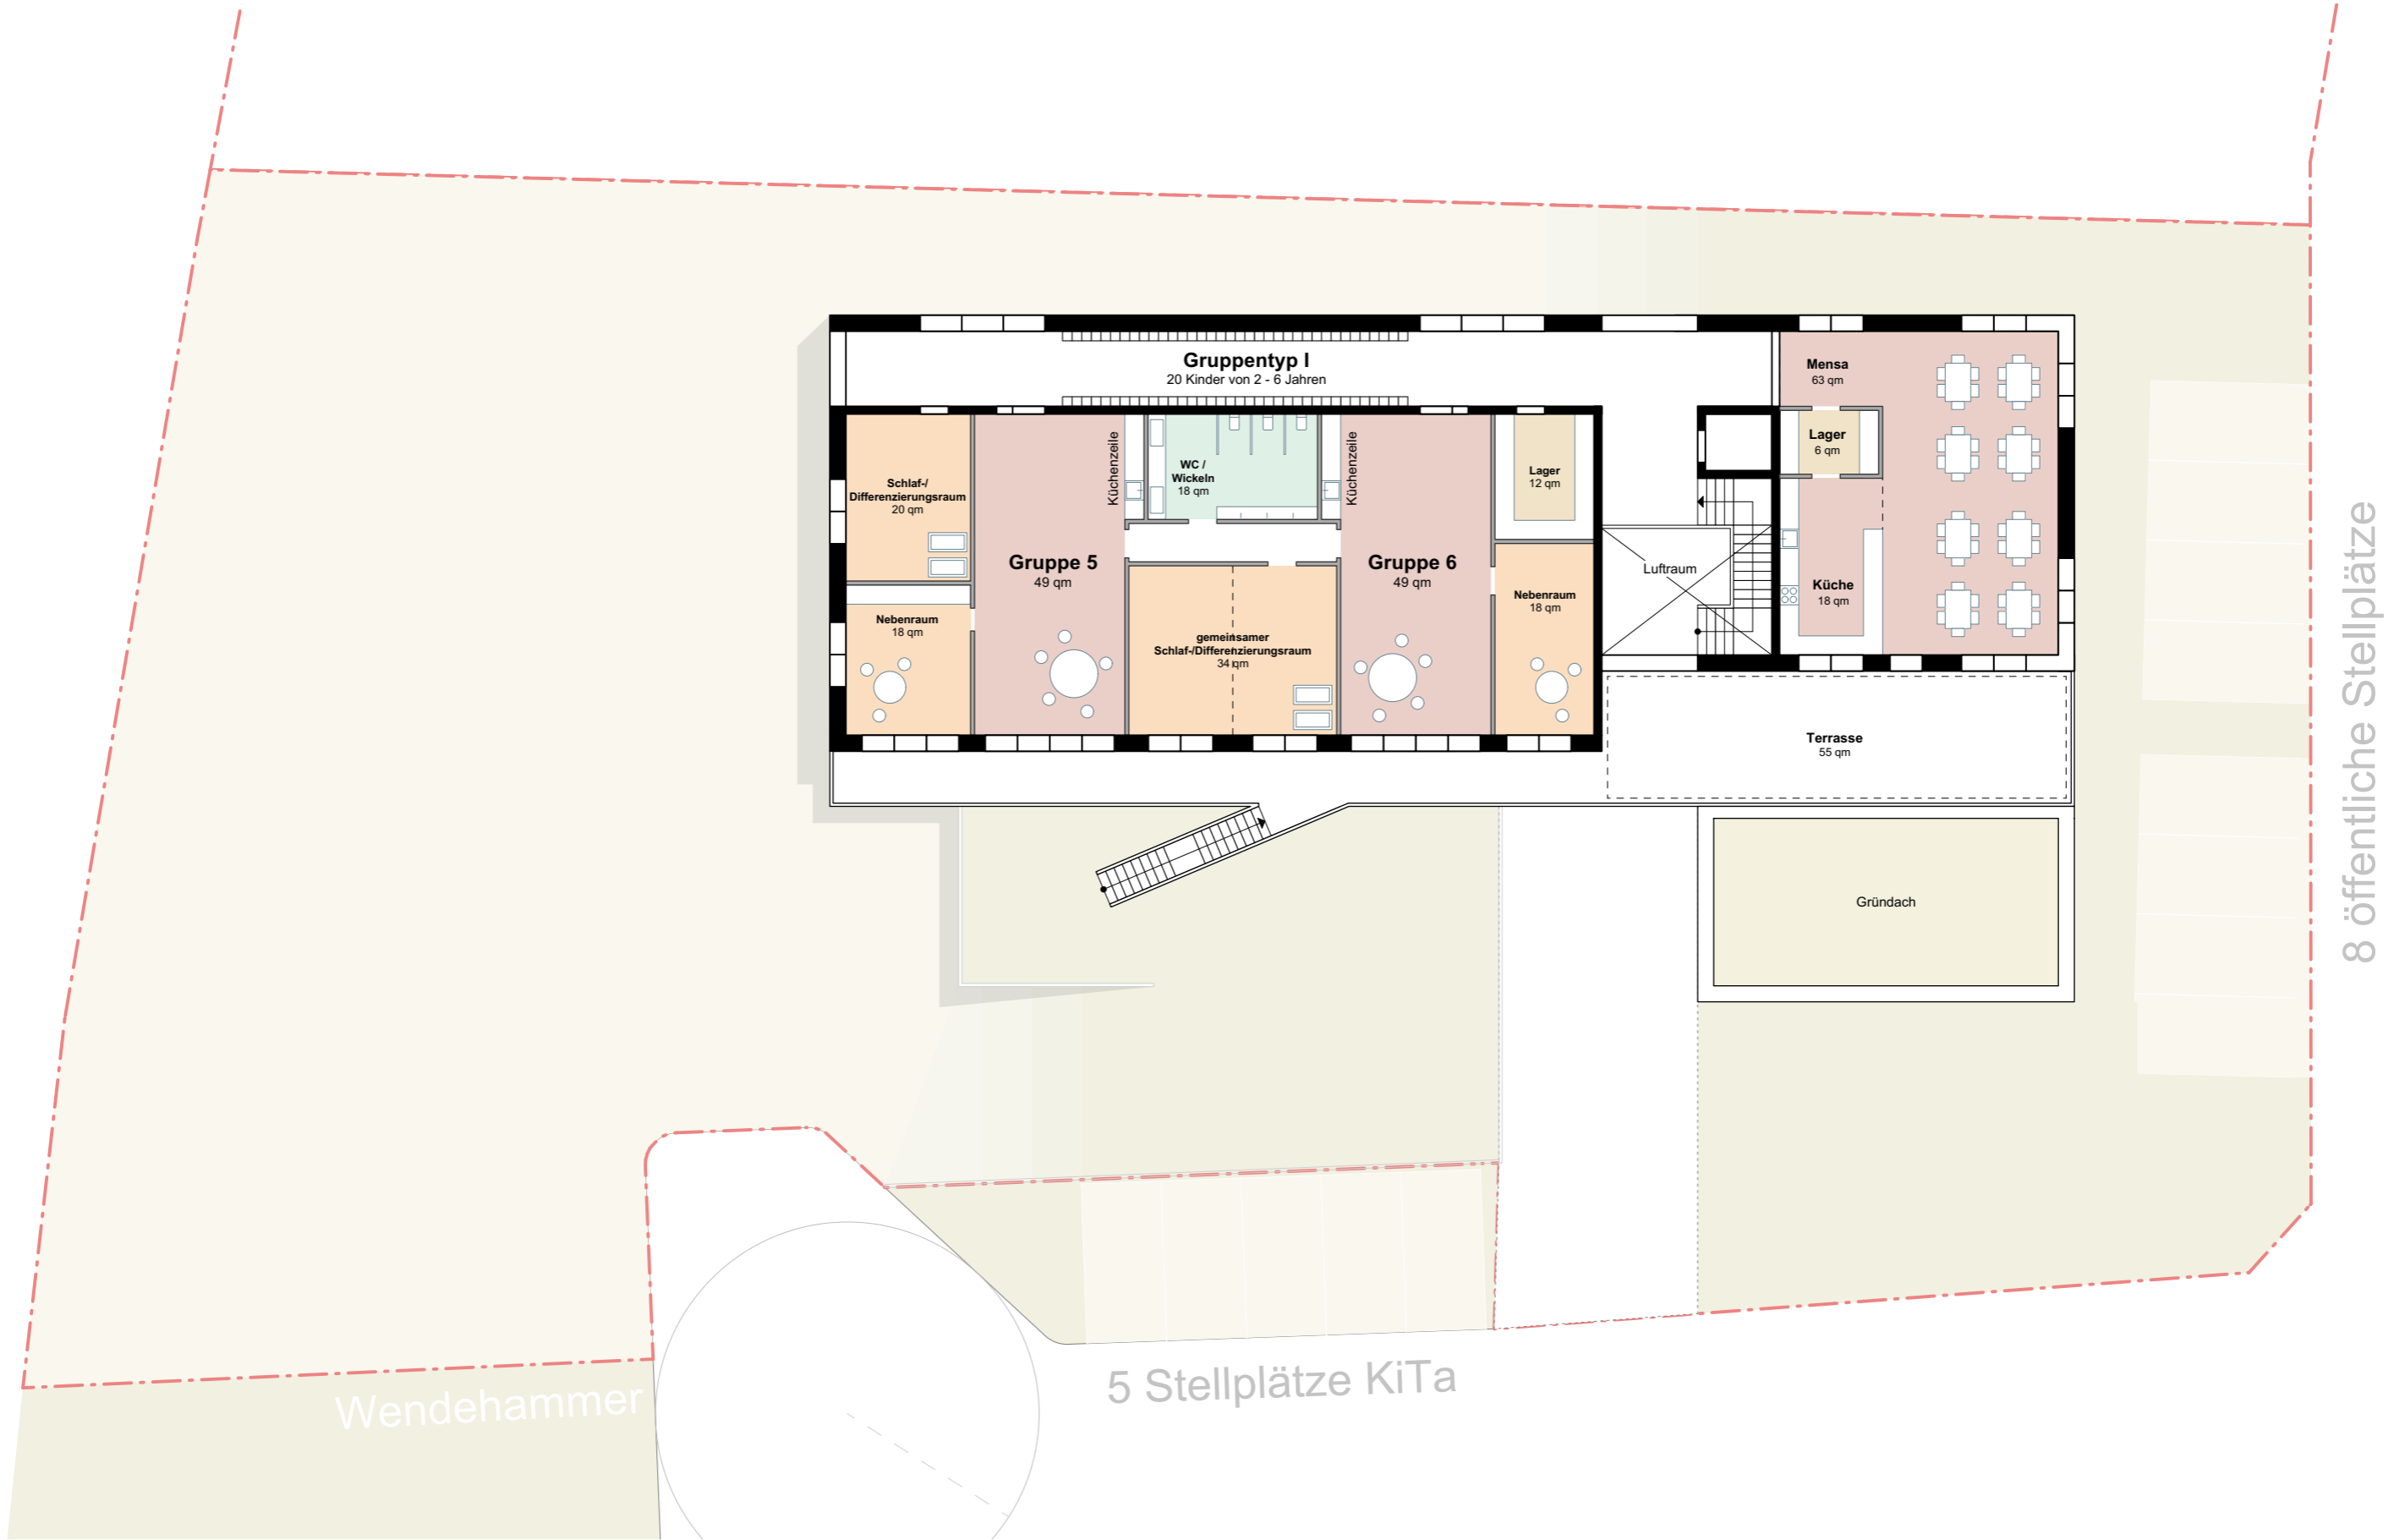 Gruppentyp I
20 Kinder von 2 - 6 Jahren
Mensa
63 qm
Lager
6 qm
Küchenzeile
WC /
Wickeln
18 qm
Küchenzeile
Lager
12 qm
Schlaf-/
Differenzierungsraum
20 qm
Gruppe 5
49 qm
Gruppe 6
49 qm
Luftraum
Küche
18 qm
Nebenraum
18 qm
Nebenraum
18 qm
gemeinsamer
Schlaf-/Differenzierungsraum
34 qm
Terrasse
55 qm
Gründach
8 öffentliche Stellplätze
5 Stellplätze KiTa
Wendehammer